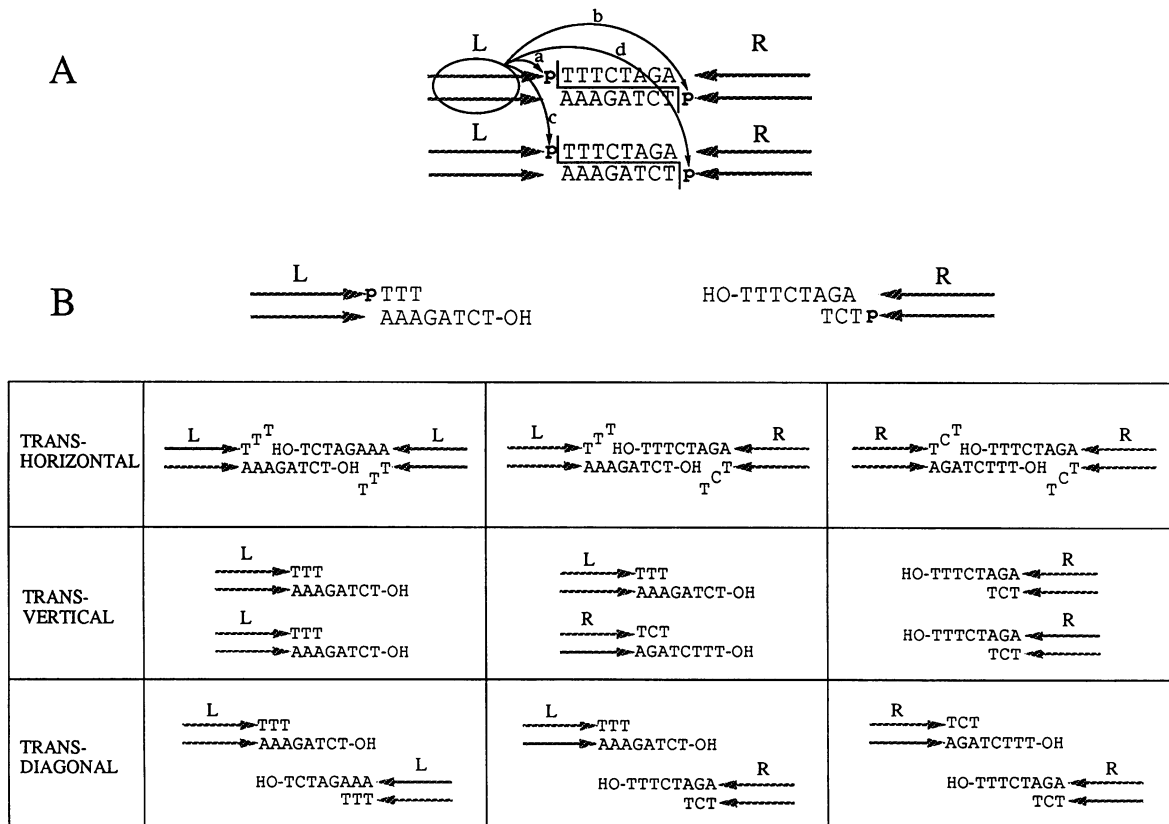 A
b
L
a
d
R
p TTTCTAGA
AAAGATCT p
L
c
R
p TTTCTAGA
AAAGATCT p
B
L
R
pTTT
HO-TTTCTAGA
AAAGATCT-OH
TCTp
TRANS-
HORIZONTAL
L
TTT HO-TCTAGAAA
L
AAAGATCT-OH TTT
L
TTT HO-TTTCTAGA
R
AAAGATCT-OH TCT
R
TCT HO-TTTCTAGA
R
AGATCTTT-OH TCT
TRANS-
VERTICAL
L
TTT
AAAGATCT-OH
L
TTT
AAAGATCT-OH
L
TTT
AAAGATCT-OH
R
TCT
AGATCTTT-OH
HO-TTTCTAGA
R
TCT
HO-TTTCTAGA
R
TCT
TRANS-
DIAGONAL
L
TTT
AAAGATCT-OH
HO-TCTAGAAA
L
TTT
L
TTT
AAAGATCT-OH
HO-TTTCTAGA
R
TCT
R
TCT
AGATCTTT-OH
HO-TTTCTAGA
R
TCT